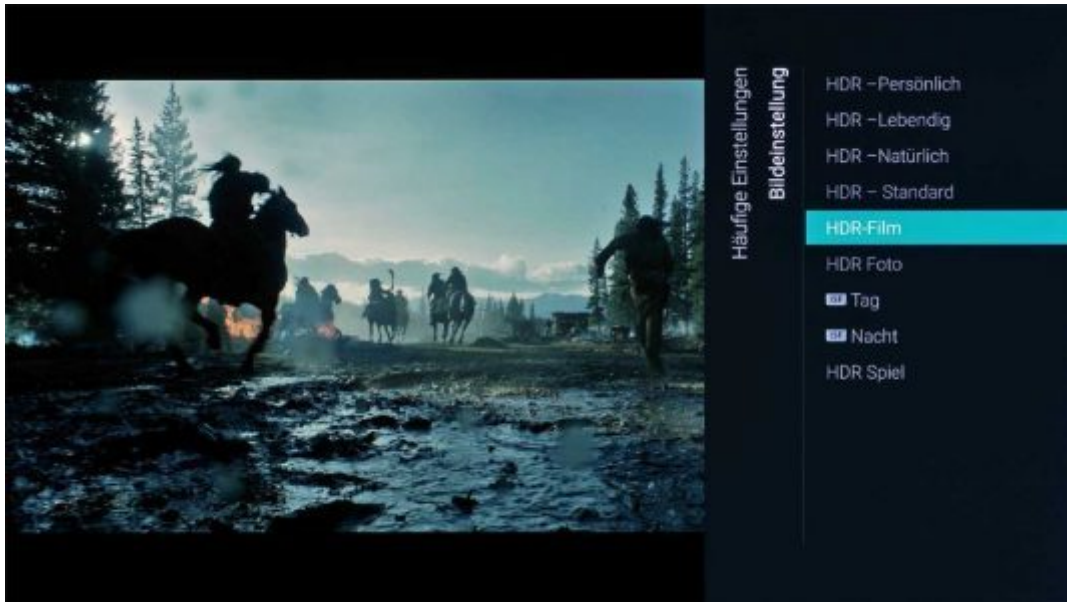 Häufige Einstellungen
Bildeinstellung
HDR –Persönlich
HDR –Lebendig
HDR –Natürlich
HDR – Standard
HDR-Film
HDR Foto
Tag
Nacht
HDR Spiel